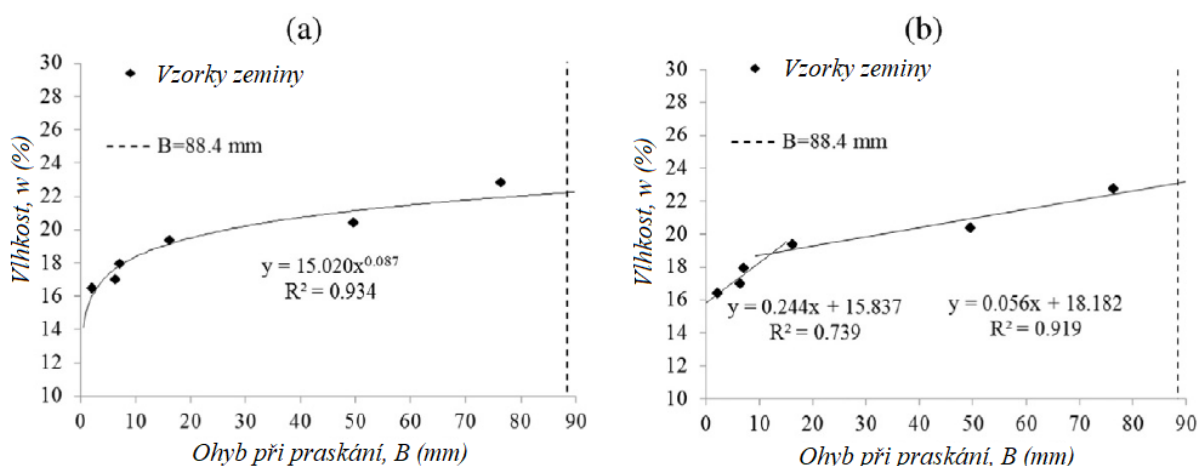 (a)
30
28
26
24
22
20
18
16
14
12
10
Vlhkost, w (%)
Vzorky zeminy
B=88.4 mm
y = 15.020x^0.087
R² = 0.934
0 10 20 30 40 50 60 70 80 90
Ohyb při praskání, B (mm)
(b)
30
28
26
24
22
20
18
16
14
12
10
Vlhkost, w (%)
Vzorky zeminy
B=88.4 mm
y = 0.244x + 15.837
R² = 0.739
y = 0.056x + 18.182
R² = 0.919
0 10 20 30 40 50 60 70 80 90
Ohyb při praskání, B (mm)